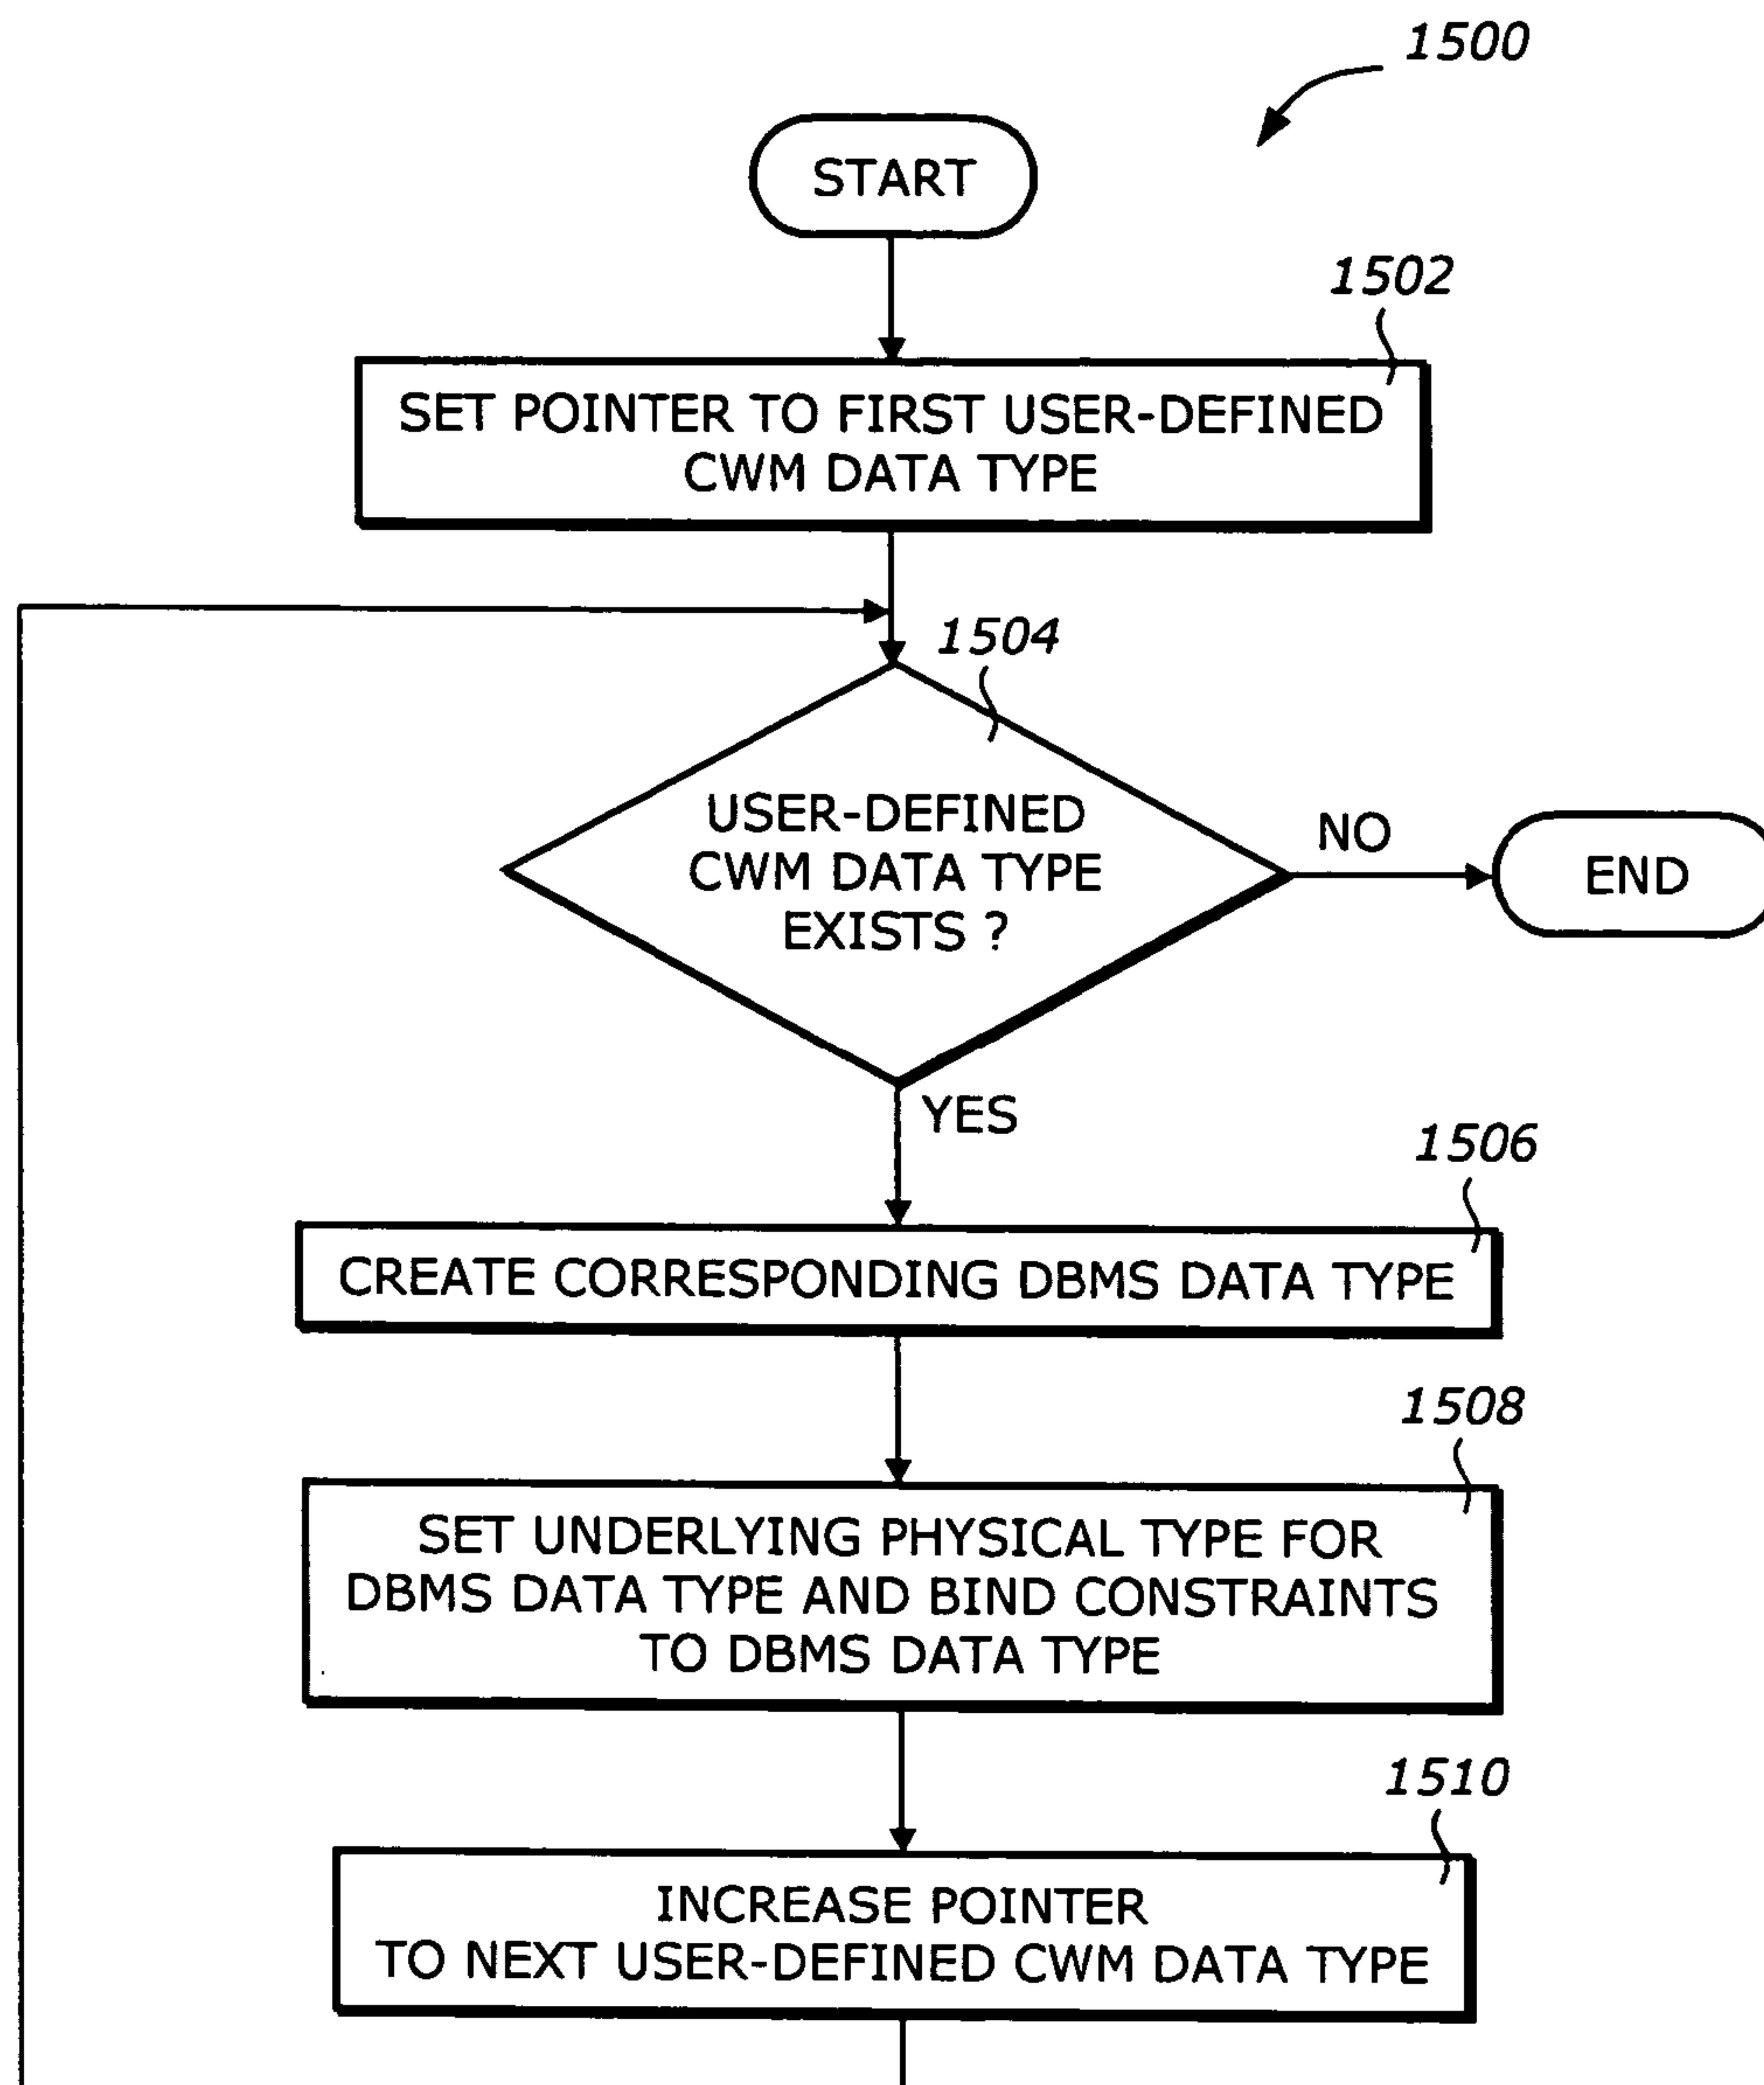 1500
START
1502
SET POINTER TO FIRST USER-DEFINED
CWM DATA TYPE
1504
USER-DEFINED
CWM DATA TYPE
EXISTS ?
NO
END
YES
1506
CREATE CORRESPONDING DBMS DATA TYPE
1508
SET UNDERLYING PHYSICAL TYPE FOR
DBMS DATA TYPE AND BIND CONSTRAINTS
TO DBMS DATA TYPE
1510
INCREASE POINTER
TO NEXT USER-DEFINED CWM DATA TYPE